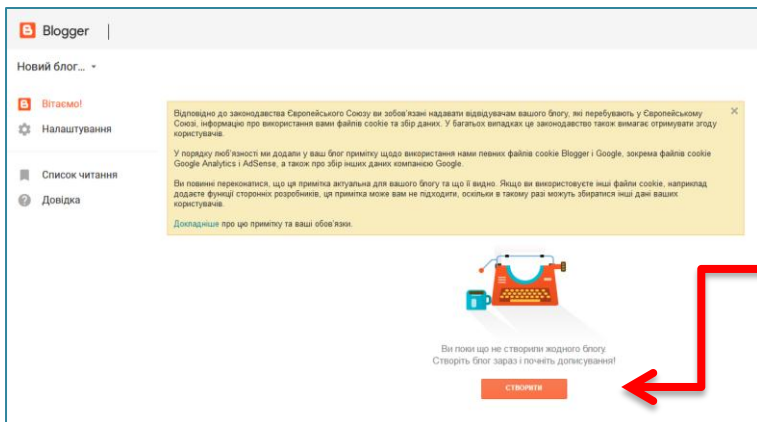 Blogger
Новий блог...
Вітаємо!
Налаштування
Список читання
Довідка
Відповідно до законодавства Європейського Союзу ви зобов'язані надавати відвідувачам вашого блогу, які перебувають у Європейському
Союзі, інформацію про використання вами файлів cookie та збір даних. У багатьох випадках це законодавство також вимагає отримувати згоду
користувачів.
У порядку люб'язності ми додали у ваш блог примітку щодо використання нами певних файлів cookie Blogger і Google, зокрема файлів cookie
Google Analytics і AdSense, а також про збір інших даних компанією Google.
Ви повинні переконатися, що ця примітка актуальна для вашого блогу та що її видно. Якщо ви використовуєте інші файли cookie, наприклад
додаєте функції сторонніх розробників, ця примітка може вам не підходити, оскільки в такому разі можуть збиратися інші дані ваших
користувачів.
Докладніше про цю примітку та ваші обов'язки.
Ви поки що не створили жодного блогу.
Створіть блог зараз і почніть дописування!
СТВОРИТИ